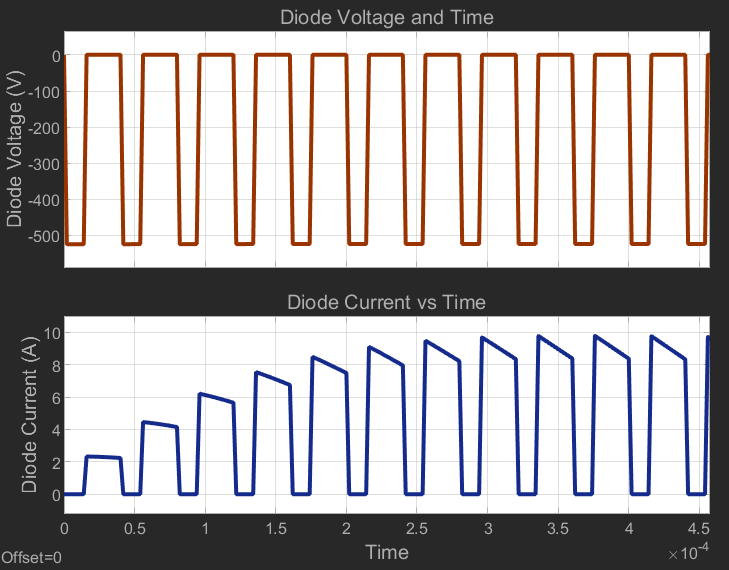 Diode Voltage and Time
Diode Voltage (V)
0
-100
-200
-300
-400
-500
Diode Current vs Time
Diode Current (A)
10
8
6
4
2
0
0 0.5 1 1.5 2 2.5 3 3.5 4 4.5
Offset=0
Time
×10-4